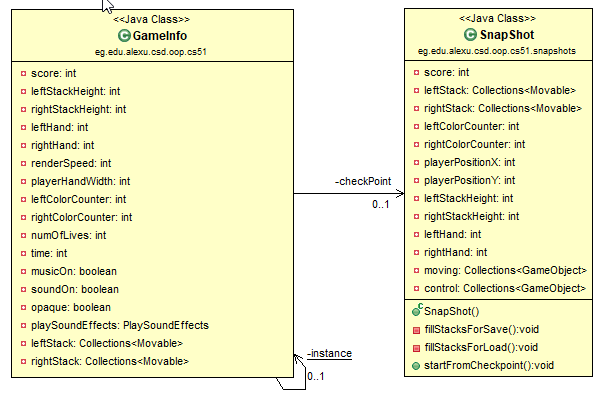 <<Java Class>>
GameInfo
eg.edu.alexu.csd.oop.cs51
score: int
leftStackHeight: int
rightStackHeight: int
leftHand: int
rightHand: int
renderSpeed: int
playerHandWidth: int
leftColorCounter: int
rightColorCounter: int
numOfLives: int
time: int
musicOn: boolean
soundOn: boolean
opaque: boolean
playSoundEffects: PlaySoundEffects
leftStack: Collections<Movable>
rightStack: Collections<Movable>
-instance
0..1
-checkPoint
0..1
<<Java Class>>
SnapShot
eg.edu.alexu.csd.oop.cs51.snapshots
score: int
leftStack: Collections<Movable>
rightStack: Collections<Movable>
leftColorCounter: int
rightColorCounter: int
playerPositionX: int
playerPositionY: int
leftStackHeight: int
rightStackHeight: int
leftHand: int
rightHand: int
moving: Collections<GameObject>
control: Collections<GameObject>
SnapShot()
fillStacksForSave():void
fillStacksForLoad():void
startFromCheckpoint():void